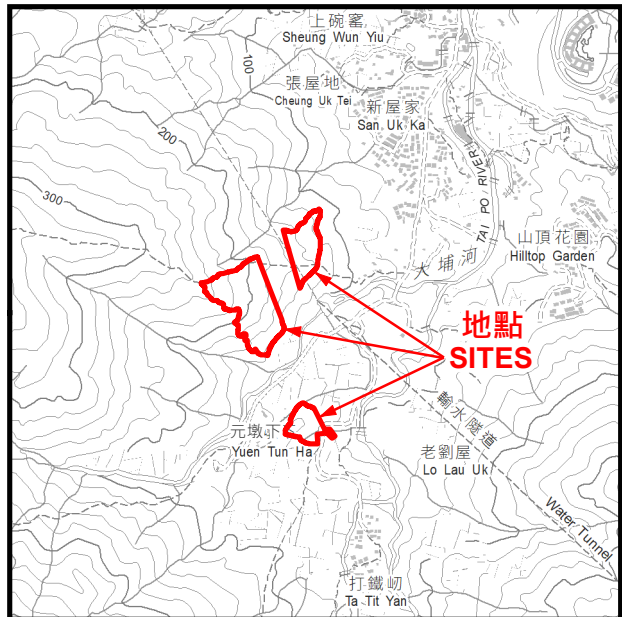 上碗窰
Sheung Wun Yiu
100
張屋地
Cheung Uk Tei
新屋家
San Uk Ka
200
300
TAI PO RIVER
大埔河
山頂花園
Hilltop Garden
地點
SITES
輸水隧道
元墩下
Yuen Tun Ha
老劉屋
Lo Lau Uk
Water Tunnel
打鐵屻
Ta Tit Yan